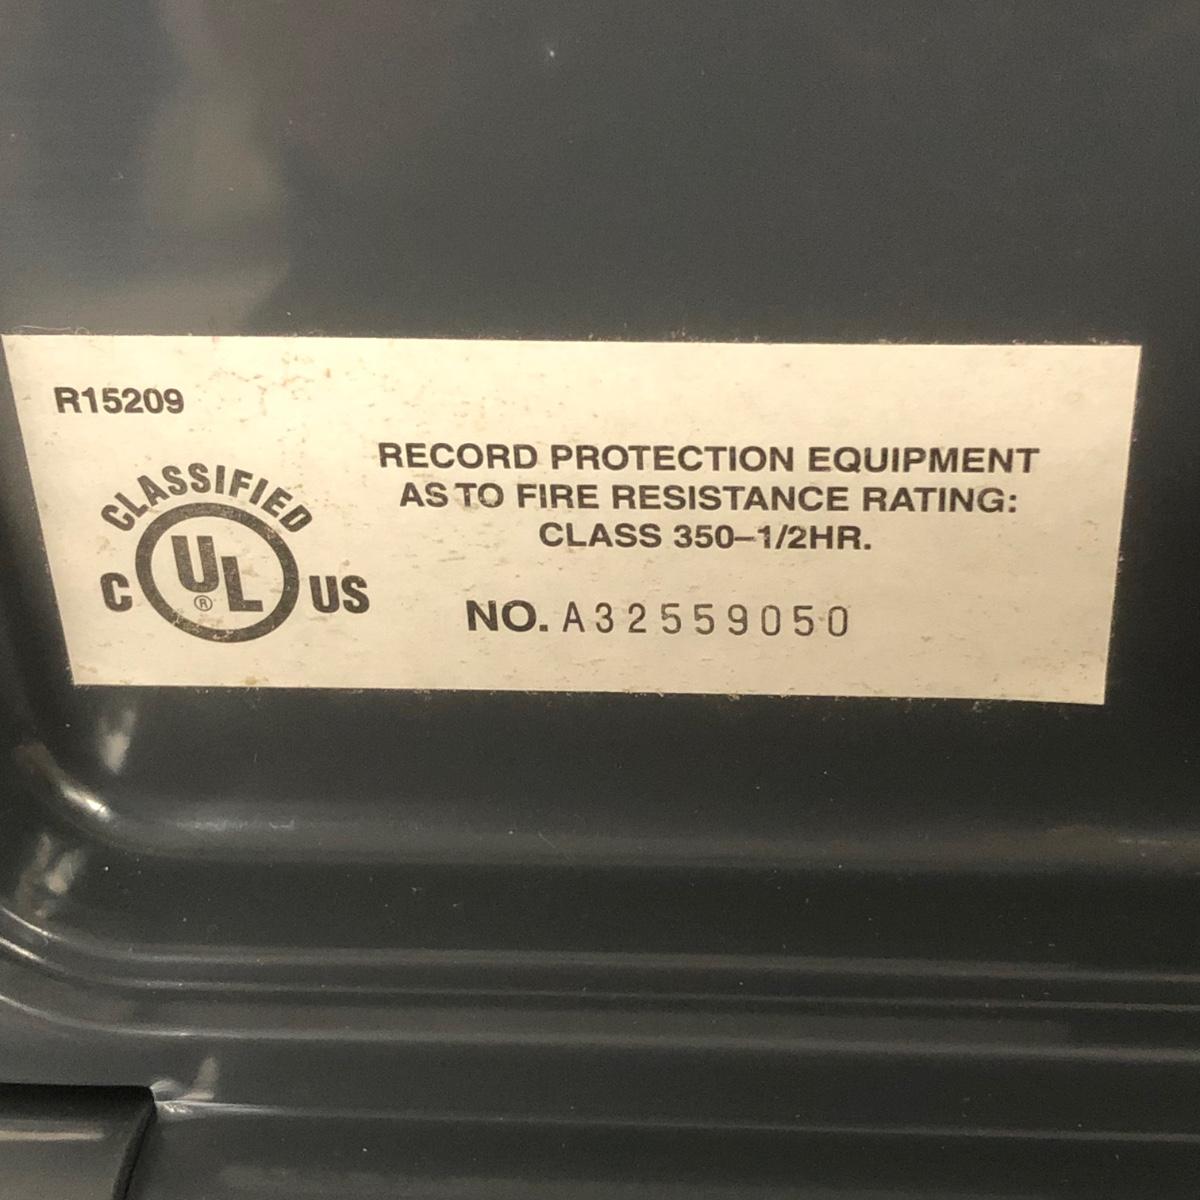 R15209
CLASSIFIED
C UL® US
RECORD PROTECTION EQUIPMENT
AS TO FIRE RESISTANCE RATING:
CLASS 350–1/2HR.
NO. A32559050